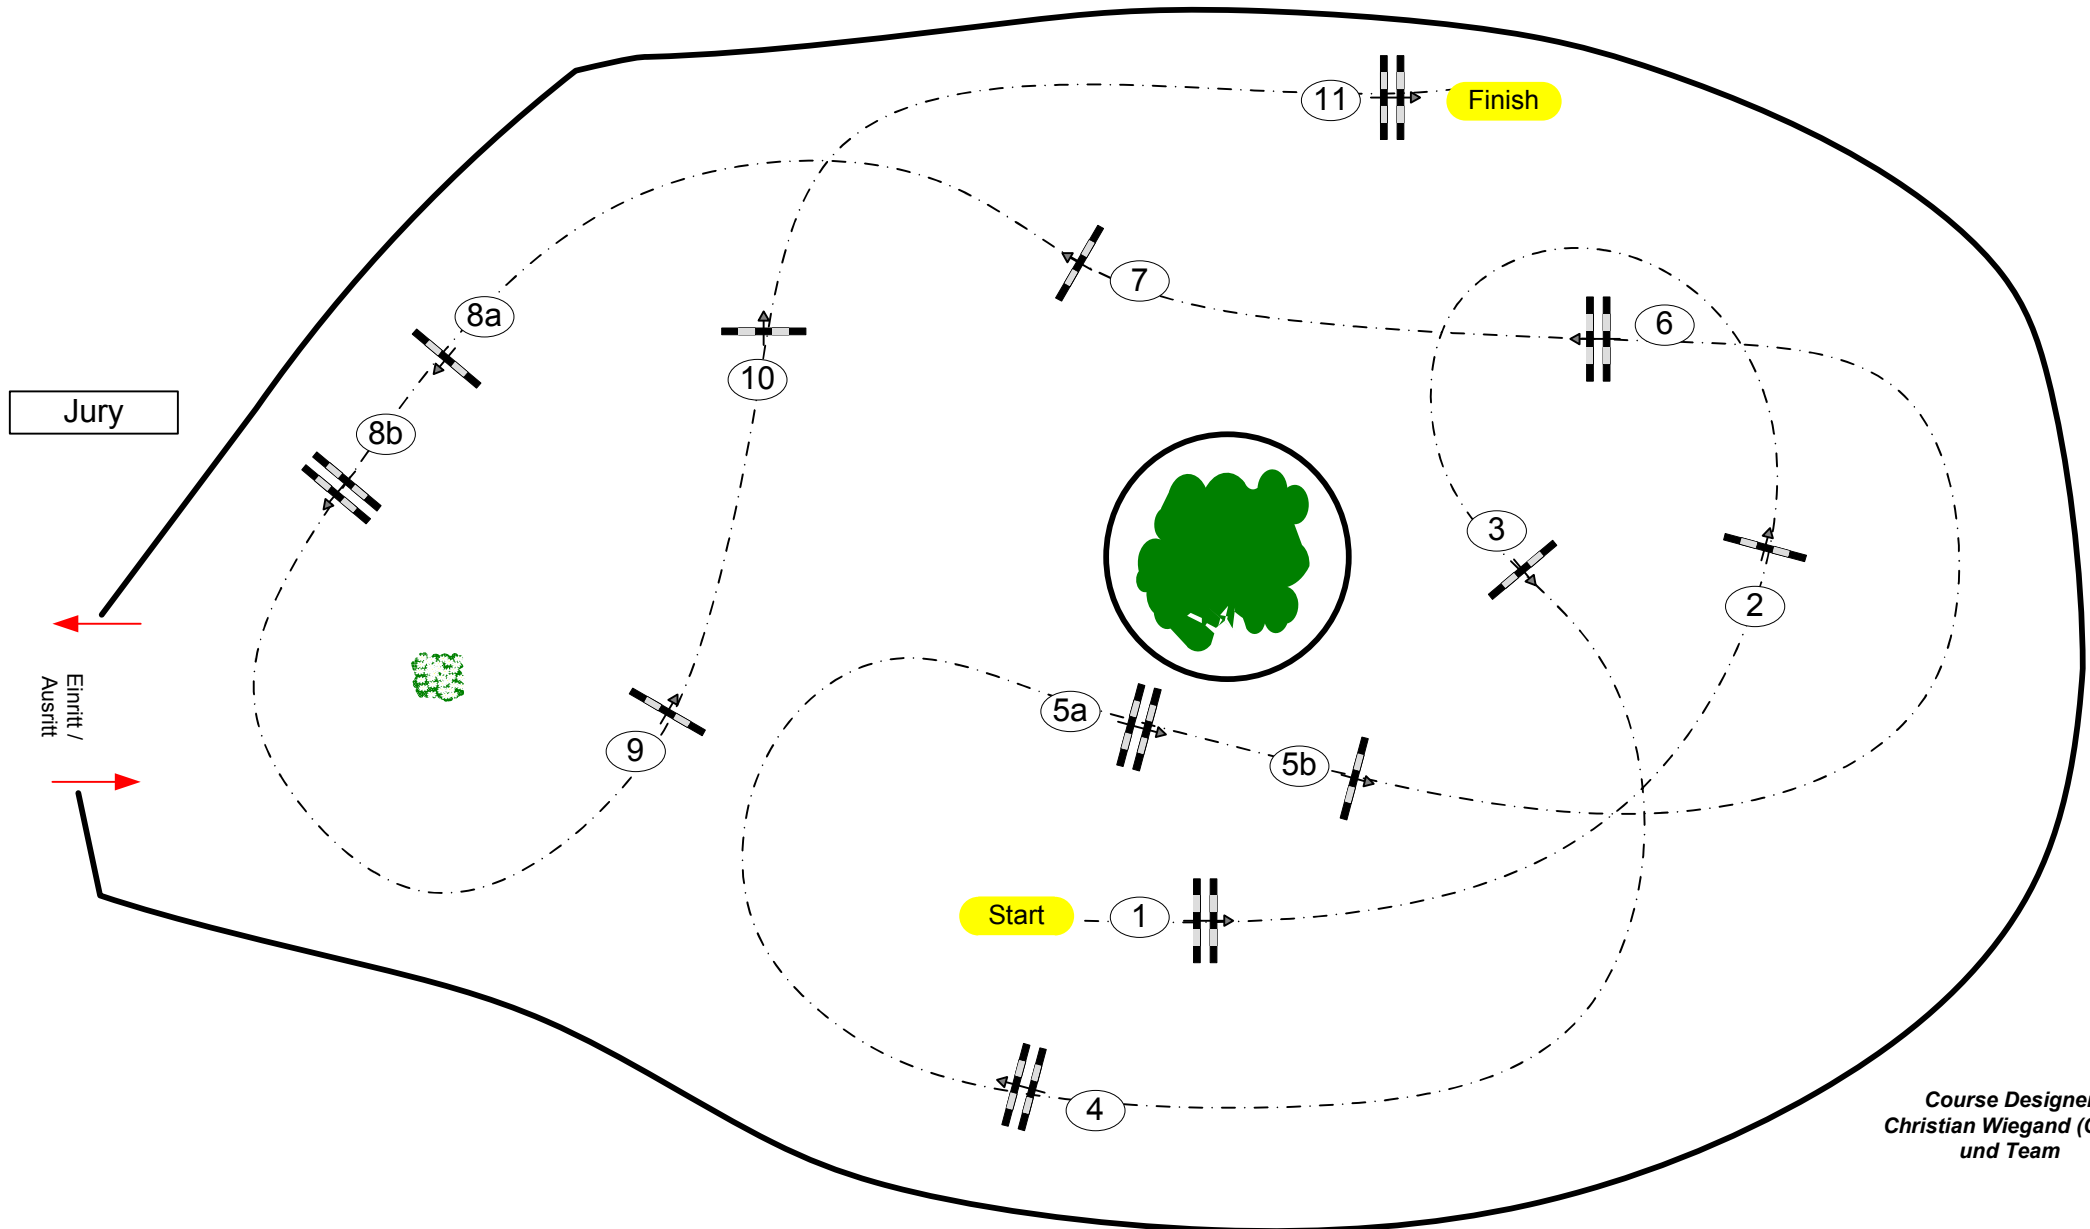 11
Finish
7
8a
6
10
Jury
8b
3
2
Einritt /
Ausritt
5a
9
5b
Start
1
4
Course Designer
Christian Wiegand (
und Team